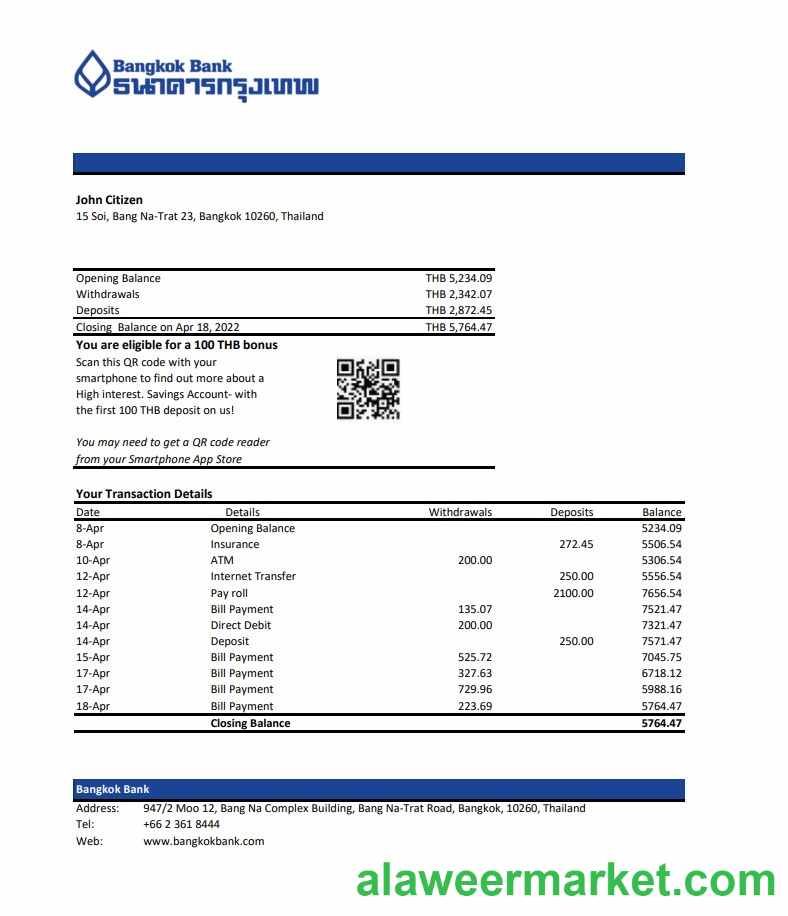 Bangkok Bank
ธนาคารกรุงเทพ
John Citizen
15 Soi, Bang Na-Trat 23, Bangkok 10260, Thailand
Opening Balance THB 5,234.09
Withdrawals THB 2,342.07
Deposits THB 2,872.45
Closing Balance on Apr 18, 2022 THB 5,764.47
You are eligible for a 100 THB bonus
Scan this QR code with your
smartphone to find out more about a
High interest. Savings Account- with
the first 100 THB deposit on us!
You may need to get a QR code reader
from your Smartphone App Store
Your Transaction Details
Date Details Withdrawals Deposits Balance
8-Apr Opening Balance 5234.09
8-Apr Insurance 272.45 5506.54
10-Apr ATM 200.00 5306.54
12-Apr Internet Transfer 250.00 5556.54
12-Apr Pay roll 2100.00 7656.54
14-Apr Bill Payment 135.07 7521.47
14-Apr Direct Debit 200.00 7321.47
14-Apr Deposit 250.00 7571.47
15-Apr Bill Payment 525.72 7045.75
17-Apr Bill Payment 327.63 6718.12
17-Apr Bill Payment 729.96 5988.16
18-Apr Bill Payment 223.69 5764.47
Closing Balance 5764.47
Bangkok Bank
Address: 947/2 Moo 12, Bang Na Complex Building, Bang Na-Trat Road, Bangkok, 10260, Thailand
Tel: +66 2 361 8444
Web: www.bangkokbank.com
alaweermarket.com